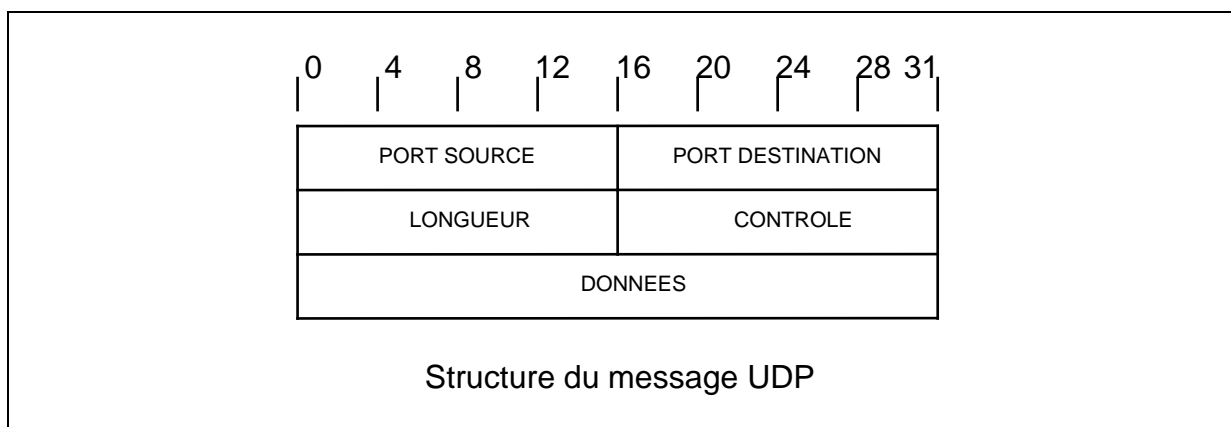 0 4 8 12 16 20 24 28 31
PORT SOURCE PORT DESTINATION
LONGUEUR CONTROLE
DONNEES
Structure du message UDP